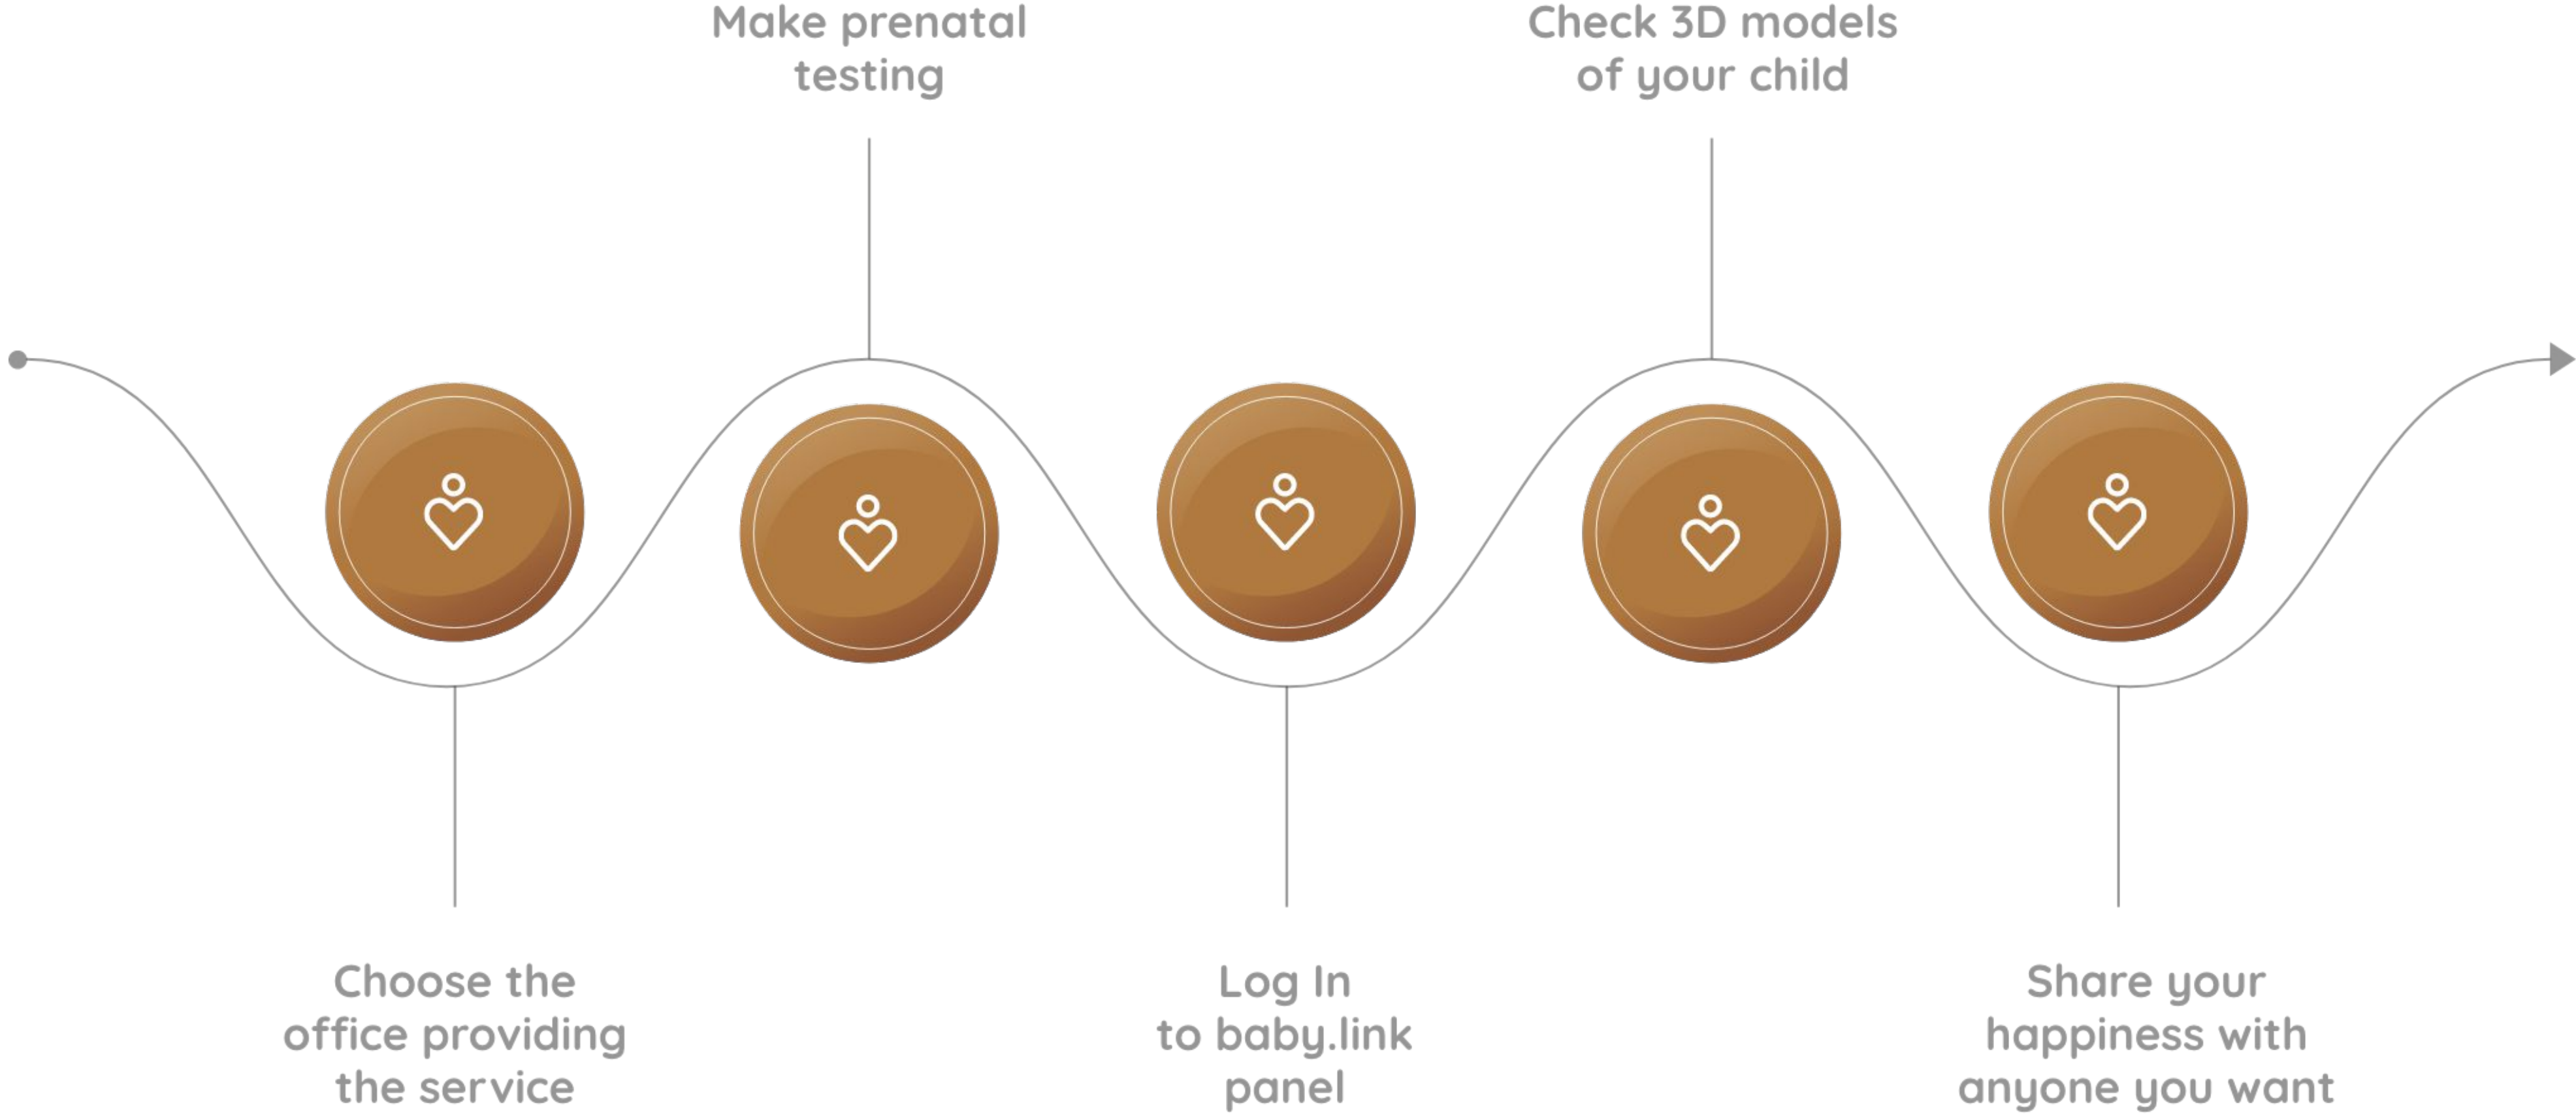 Make prenatal
testing
Check 3D models
of your child
Choose the
office providing
the service
Log In
to baby.link
panel
Share your
happiness with
anyone you want